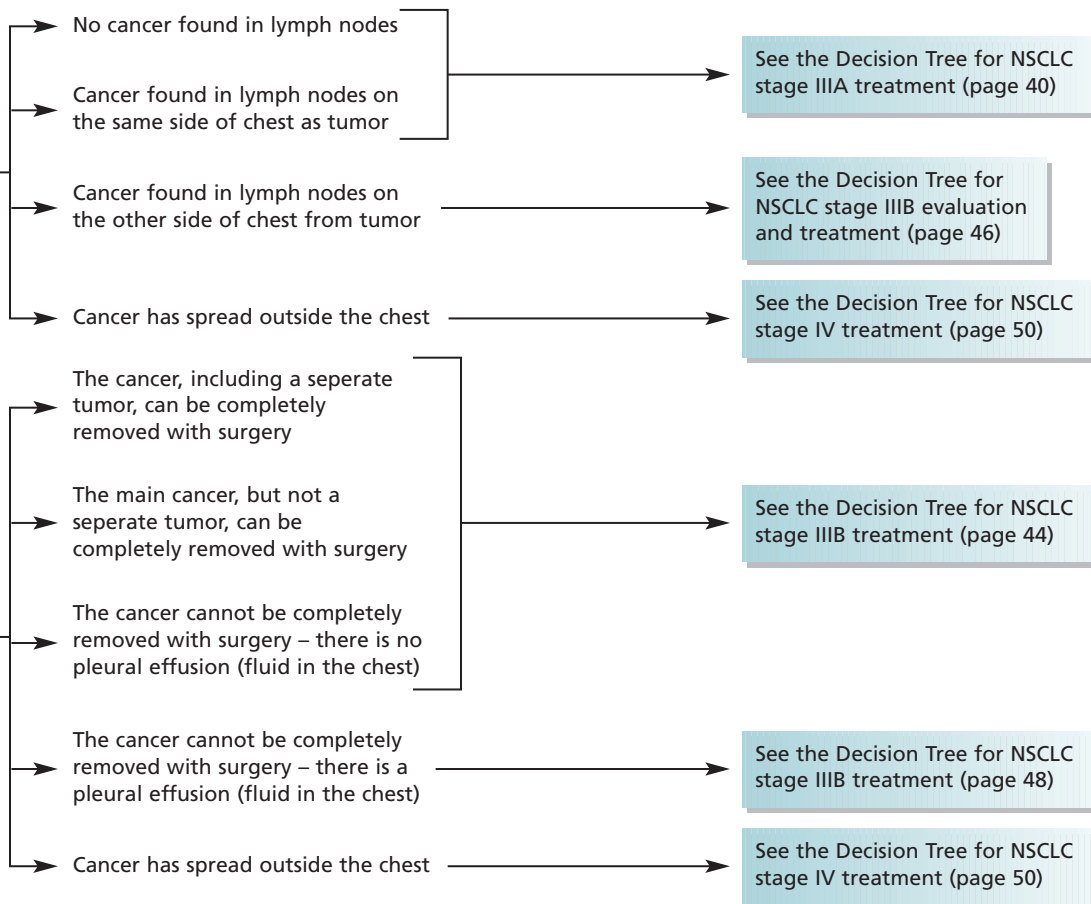 No cancer found in lymph nodes
Cancer found in lymph nodes on
the same side of chest as tumor
See the Decision Tree for NSCLC
stage IIIA treatment (page 40)
Cancer found in lymph nodes on
the other side of chest from tumor
See the Decision Tree for
NSCLC stage IIIB evaluation
and treatment (page 46)
Cancer has spread outside the chest
See the Decision Tree for NSCLC
stage IV treatment (page 50)
The cancer, including a seperate
tumor, can be completely
removed with surgery
The main cancer, but not a
seperate tumor, can be
completely removed with surgery
The cancer cannot be completely
removed with surgery – there is no
pleural effusion (fluid in the chest)
See the Decision Tree for NSCLC
stage IIIB treatment (page 44)
The cancer cannot be completely
removed with surgery – there is a
pleural effusion (fluid in the chest)
See the Decision Tree for NSCLC
stage IIIB treatment (page 48)
Cancer has spread outside the chest
See the Decision Tree for NSCLC
stage IV treatment (page 50)